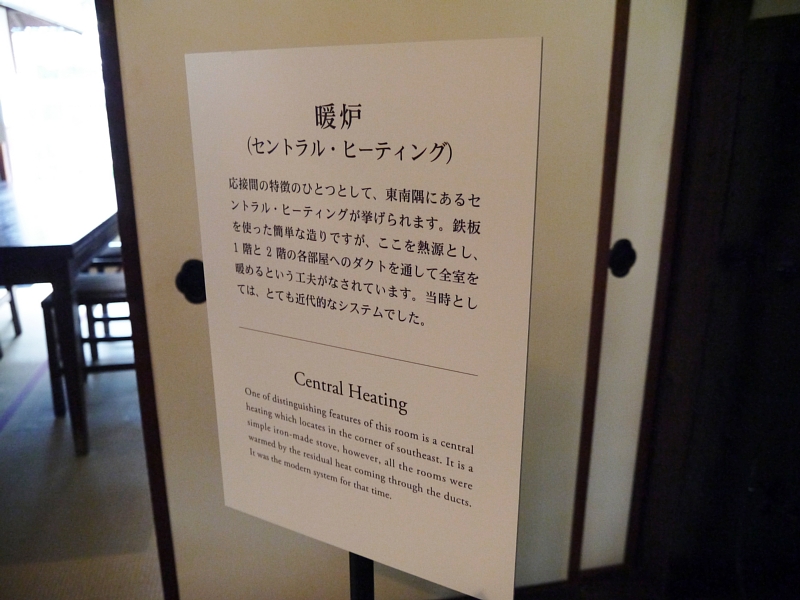 暖炉
(セントラル・ヒーティング)
応接間の特徴のひとつとして、東南隅にあるセ
ントラル・ヒーティングが挙げられます。鉄板
を使った簡単な造りですが、ここを熱源とし、
1階と2階の各部屋へのダクトを通して全室を
暖めるという工夫がなされています。当時とし
ては、とても近代的なシステムでした。
Central Heating
One of distinguishing features of this room is a central
heating which locates in the corner of southeast. It is a
simple iron-made stove, however, all the rooms were
warmed by the residual heat coming through the ducts.
It was the modern system for that time.